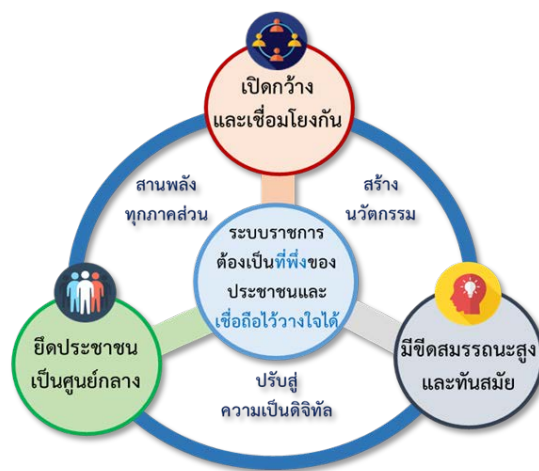 เปิดกว้าง
และเชื่อมโยงกัน
สานพลัง
ทุกภาคส่วน
สร้าง
นวัตกรรม
ระบบราชการ
ต้องเป็นที่พึ่งของ
ประชาชนและ
เชื่อถือไว้วางใจได้
ยึดประชาชน
เป็นศูนย์กลาง
มีขีดสมรรถนะสูง
และทันสมัย
ปรับสู่
ความเป็นดิจิทัล